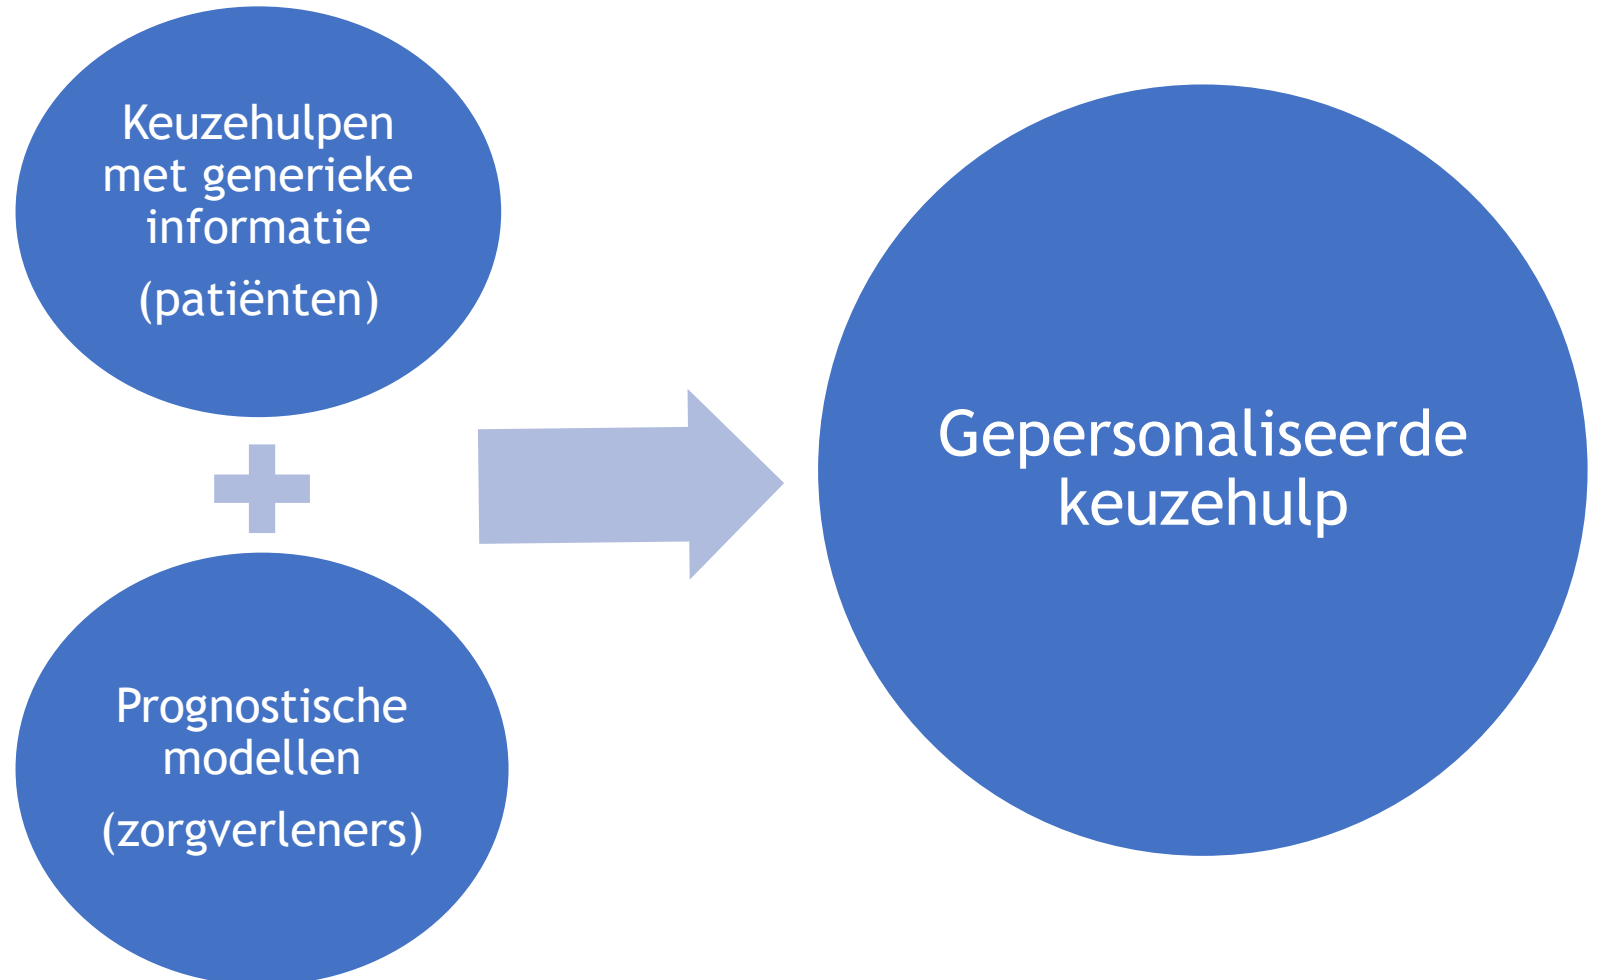 Keuzehulpen
met generieke
informatie
(patiënten)
Prognostische
modellen
(zorgverleners)
Gepersonaliseerde
keuzehulp